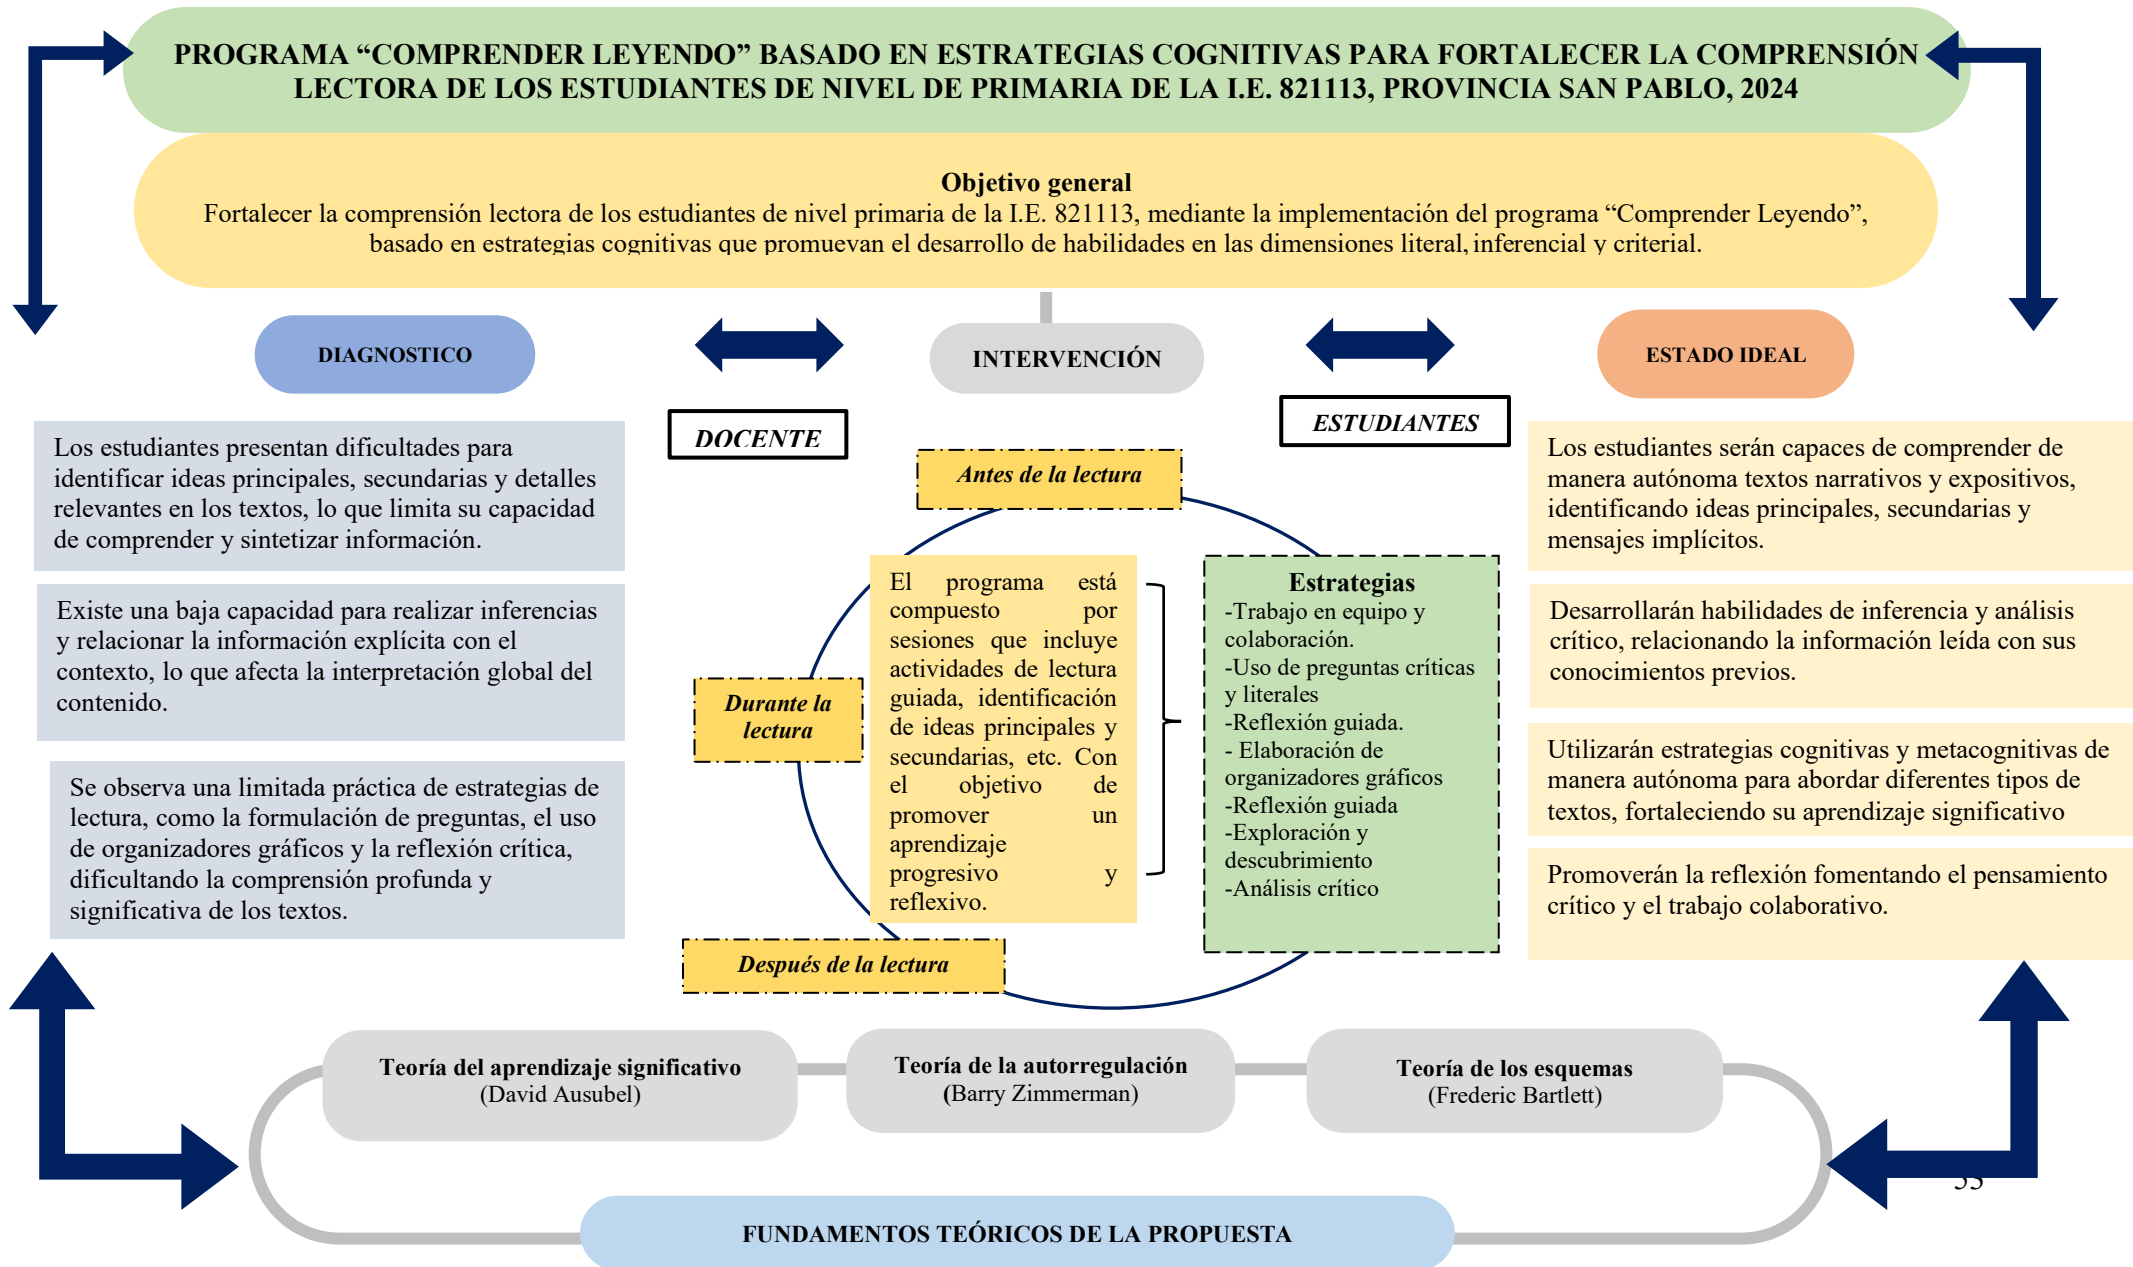 PROGRAMA “COMPRENDER LEYENDO” BASADO EN ESTRATEGIAS COGNITIVAS PARA FORTALECER LA COMPRENSIÓN
LECTORA DE LOS ESTUDIANTES DE NIVEL DE PRIMARIA DE LA I.E. 821113, PROVINCIA SAN PABLO, 2024
Objetivo general
Fortalecer la comprensión lectora de los estudiantes de nivel primaria de la I.E. 821113, mediante la implementación del programa “Comprender Leyendo”,
basado en estrategias cognitivas que promuevan el desarrollo de habilidades en las dimensiones literal, inferencial y criterial.
DIAGNOSTICO
INTERVENCIÓN
ESTADO IDEAL
DOCENTE
ESTUDIANTES
Los estudiantes presentan dificultades para
identificar ideas principales, secundarias y detalles
relevantes en los textos, lo que limita su capacidad
de comprender y sintetizar información.
Existe una baja capacidad para realizar inferencias
y relacionar la información explícita con el
contexto, lo que afecta la interpretación global del
contenido.
Se observa una limitada práctica de estrategias de
lectura, como la formulación de preguntas, el uso
de organizadores gráficos y la reflexión crítica,
dificultando la comprensión profunda y
significativa de los textos.
Antes de la lectura
Durante la
lectura
Después de la lectura
El programa está
compuesto por
sesiones que incluye
actividades de lectura
guiada, identificación
de ideas principales y
secundarias, etc. Con
el objetivo de
promover un
aprendizaje
progresivo y
reflexivo.
Estrategias
-Trabajo en equipo y
colaboración.
-Uso de preguntas críticas
y literales
-Reflexión guiada.
- Elaboración de
organizadores gráficos
-Reflexión guiada
-Exploración y
descubrimiento
-Análisis crítico
Los estudiantes serán capaces de comprender de
manera autónoma textos narrativos y expositivos,
identificando ideas principales, secundarias y
mensajes implícitos.
Desarrollarán habilidades de inferencia y análisis
crítico, relacionando la información leída con sus
conocimientos previos.
Utilizarán estrategias cognitivas y metacognitivas de
manera autónoma para abordar diferentes tipos de
textos, fortaleciendo su aprendizaje significativo
Promoverán la reflexión fomentando el pensamiento
crítico y el trabajo colaborativo.
Teoría del aprendizaje significativo
(David Ausubel)
Teoría de la autorregulación
(Barry Zimmerman)
Teoría de los esquemas
(Frederic Bartlett)
FUNDAMENTOS TEÓRICOS DE LA PROPUESTA